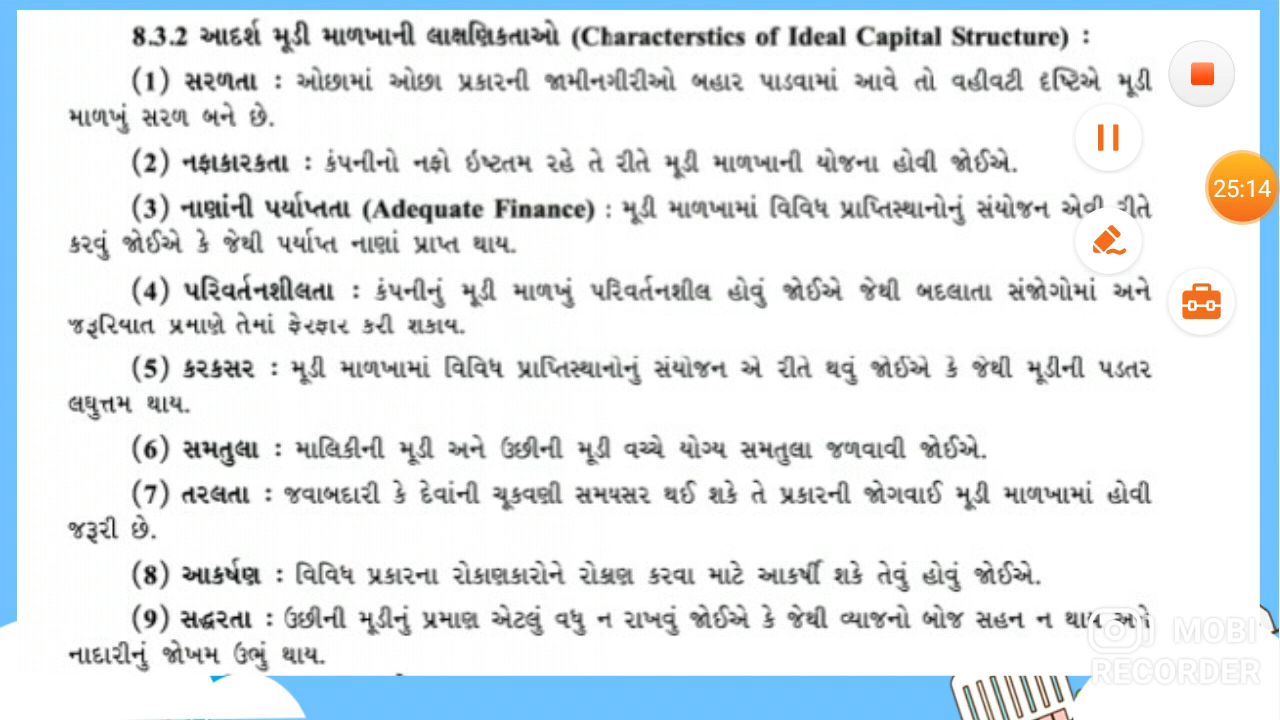 8.3.2 આદર્શ મૂડી માળખાની લાક્ષણિકતાઓ (Characterstics of Ideal Capital Structure) :
(1) સરળતા : ઓછામાં ઓછા પ્રકારની જામીનગીરીઓ બહાર પાડવામાં આવે તો વહીવટી દૃષ્ટિએ મૂડી
માળખું સરળ બને છે.
(2) નફાકારકતા : કંપનીનો નફો ઇષ્ટતમ રહે તે રીતે મૂડી માળખાની યોજના હોવી જોઈએ.
(3) નાણાંની પર્યાપ્તતા (Adequate Finance) : મૂડી માળખામાં વિવિધ પ્રાપ્તિસ્થાનોનું સંયોજન એવી રીતે
કરવું જોઈએ કે જેથી પર્યાપ્ત નાણાં પ્રાપ્ત થાય.
(4) પરિવર્તનશીલતા : કંપનીનું મૂડી માળખું પરિવર્તનશીલ હોવું જોઈએ જેથી બદલાતા સંજોગોમાં અને
જરૂરિયાત પ્રમાણે તેમાં ફેરફાર કરી શકાય.
(5) કરકસર : મૂડી માળખામાં વિવિધ પ્રાપ્તિસ્થાનોનું સંયોજન એ રીતે થવું જોઈએ કે જેથી મૂડીની પડતર
લઘુત્તમ થાય.
(6) સમતુલા : માલિકીની મૂડી અને ઉછીની મૂડી વચ્ચે યોગ્ય સમતુલા જળવાવી જોઈએ.
(7) તરલતા : જવાબદારી કે દેવાંની ચૂકવણી સમયસર થઈ શકે તે પ્રકારની જોગવાઈ મૂડી માળખામાં હોવી
જરૂરી છે.
(8) આકર્ષણ : વિવિધ પ્રકારના રોકાણકારોને રોકાણ કરવા માટે આકર્ષી શકે તેવું હોવું જોઈએ.
(9) સદ્ધરતા : ઉછીની મૂડીનું પ્રમાણ એટલું વધુ ન રાખવું જોઈએ કે જેથી વ્યાજનો બોજ સહન ન થાય અને
નાદારીનું જોખમ ઉભું થાય.
25:14
MOBI
RECORDER